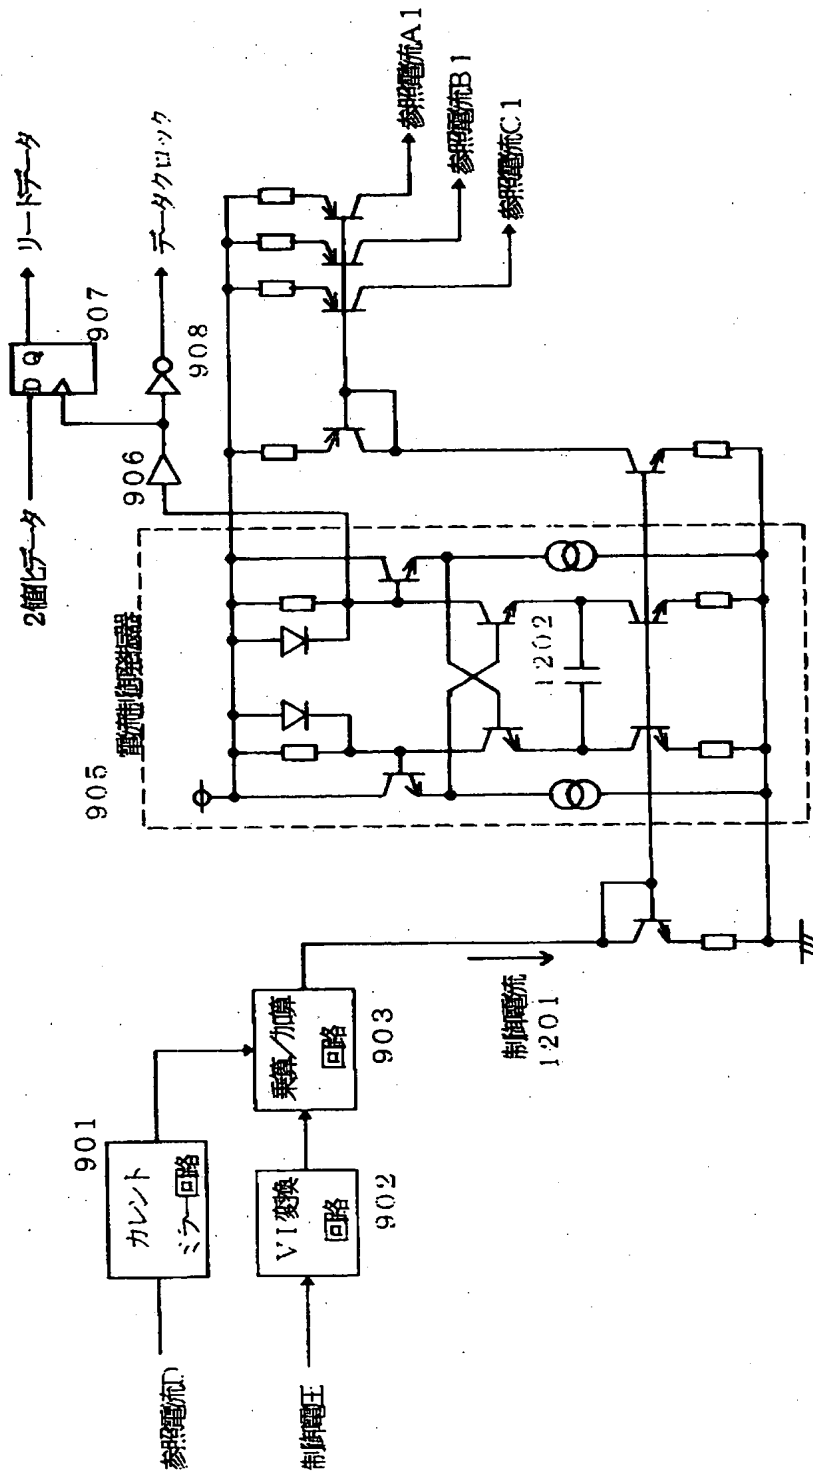 参照電流D
制御電圧
カレント
ミラー回路
901
VI変換
回路
902
乗算/加算
回路
903
制御電流
1201
905
電流制御発振器
1202
2値化データ
906
D Q
907
908
リードデータ
データクロック
参照電流A1
参照電流B1
参照電流C1